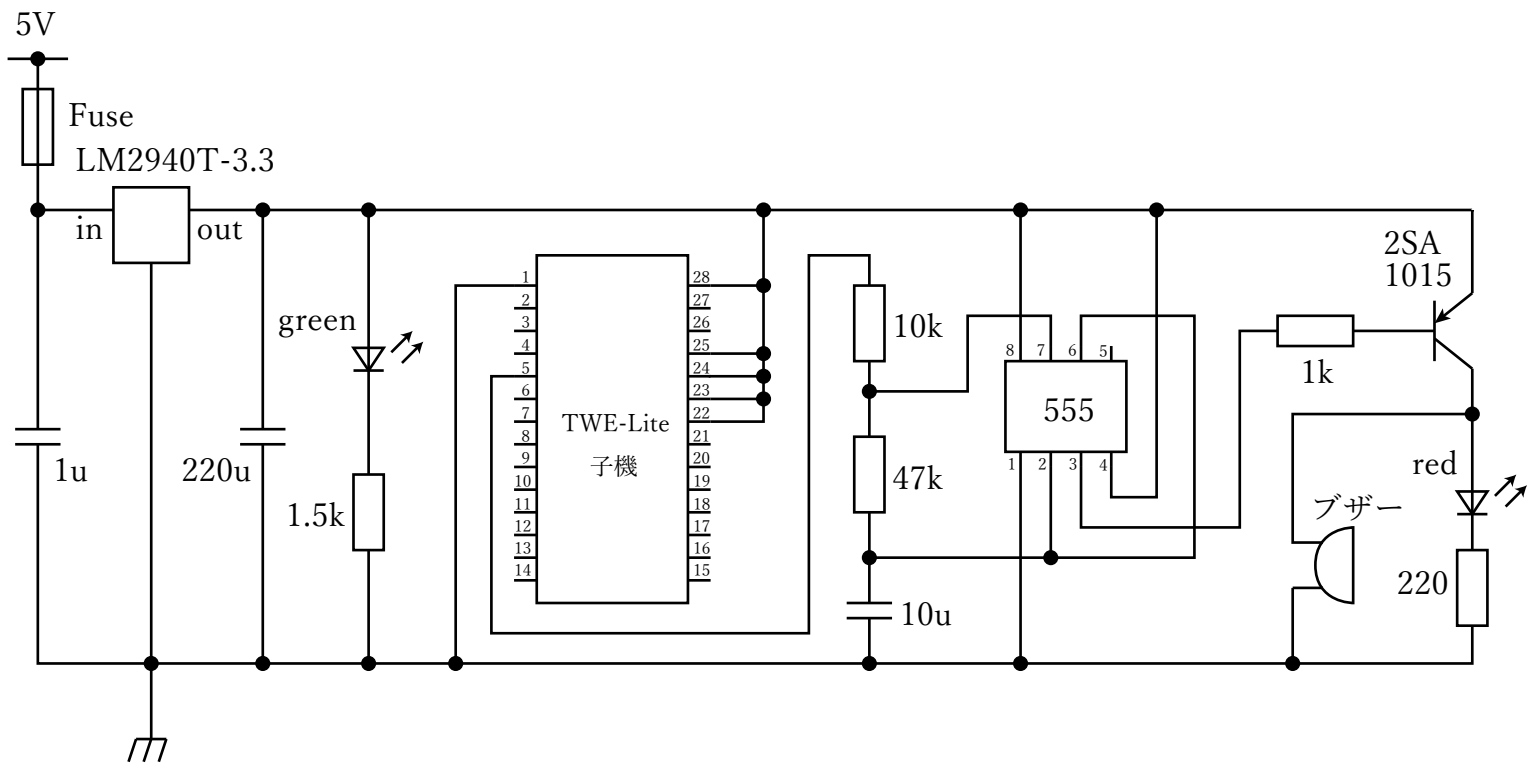 5V
Fuse
LM2940T-3.3
in
out
1u
220u
green
1.5k
1
2
3
4
5
6
7
8
9
10
11
12
13
14
TWE-Lite
子機
28
27
26
25
24
23
22
21
20
19
18
17
16
15
10k
47k
10u
8 7 6 5
555
1 2 3 4
1k
2SA
1015
red
ブザー
220